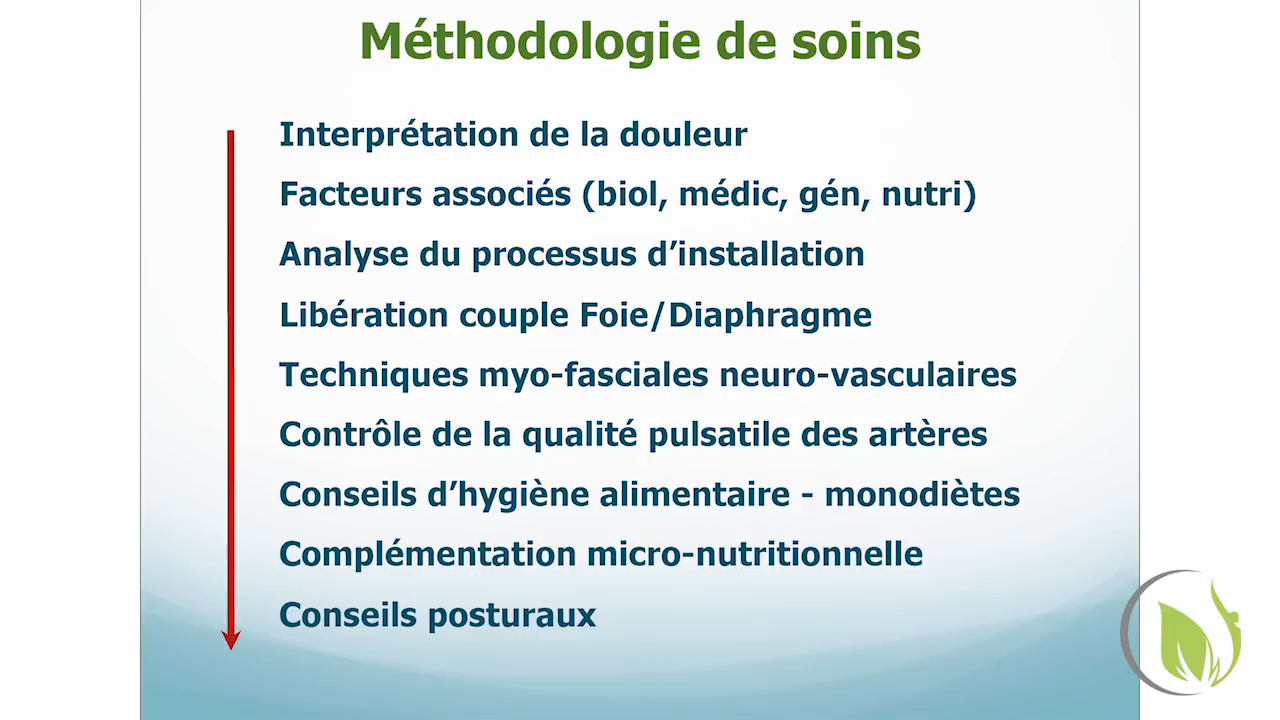 Méthodologie de soins
Interprétation de la douleur
Facteurs associés (biol, médic, gén, nutri)
Analyse du processus d’installation
Libération couple Foie/Diaphragme
Techniques myo-fasciales neuro-vasculaires
Contrôle de la qualité pulsatile des artères
Conseils d’hygiène alimentaire - monodiètes
Complémentation micro-nutritionnelle
Conseils posturaux